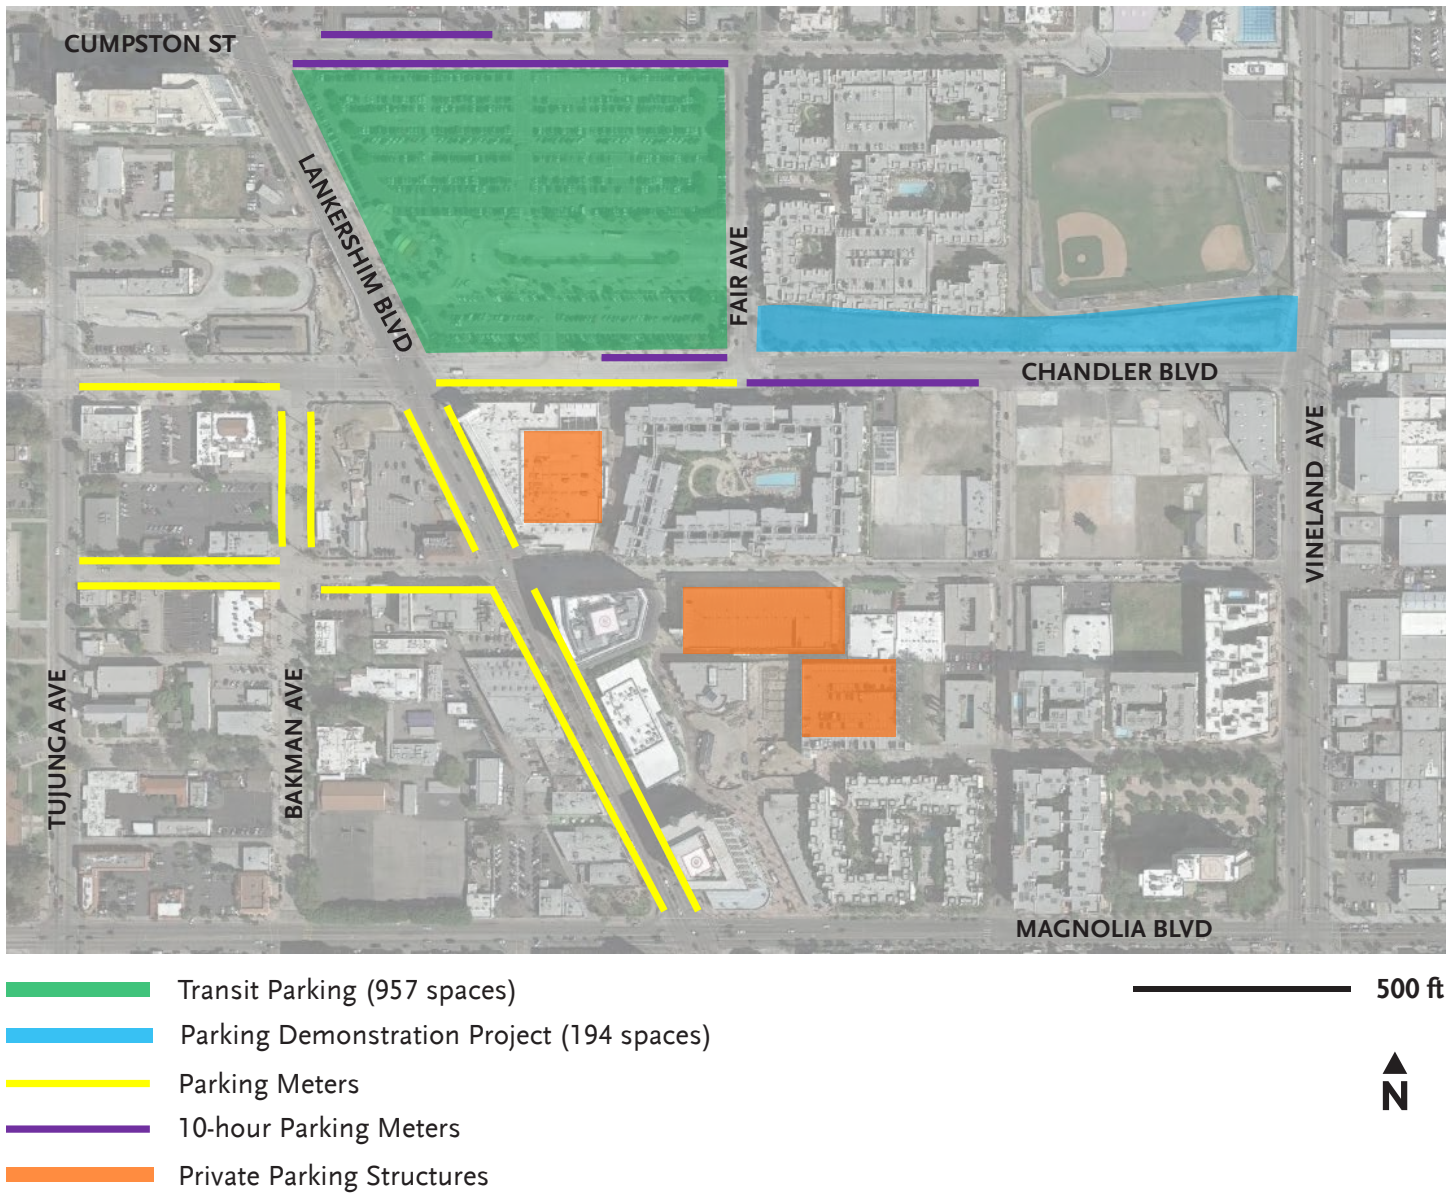 CUMPSTON ST
LANKERSHIM BLVD
FAIR AVE
CHANDLER BLVD
VINELAND AVE
TUJUNGA AVE
BAKMAN AVE
MAGNOLIA BLVD
Transit Parking (957 spaces)
500 ft
Parking Demonstration Project (194 spaces)
Parking Meters
N
10-hour Parking Meters
Private Parking Structures